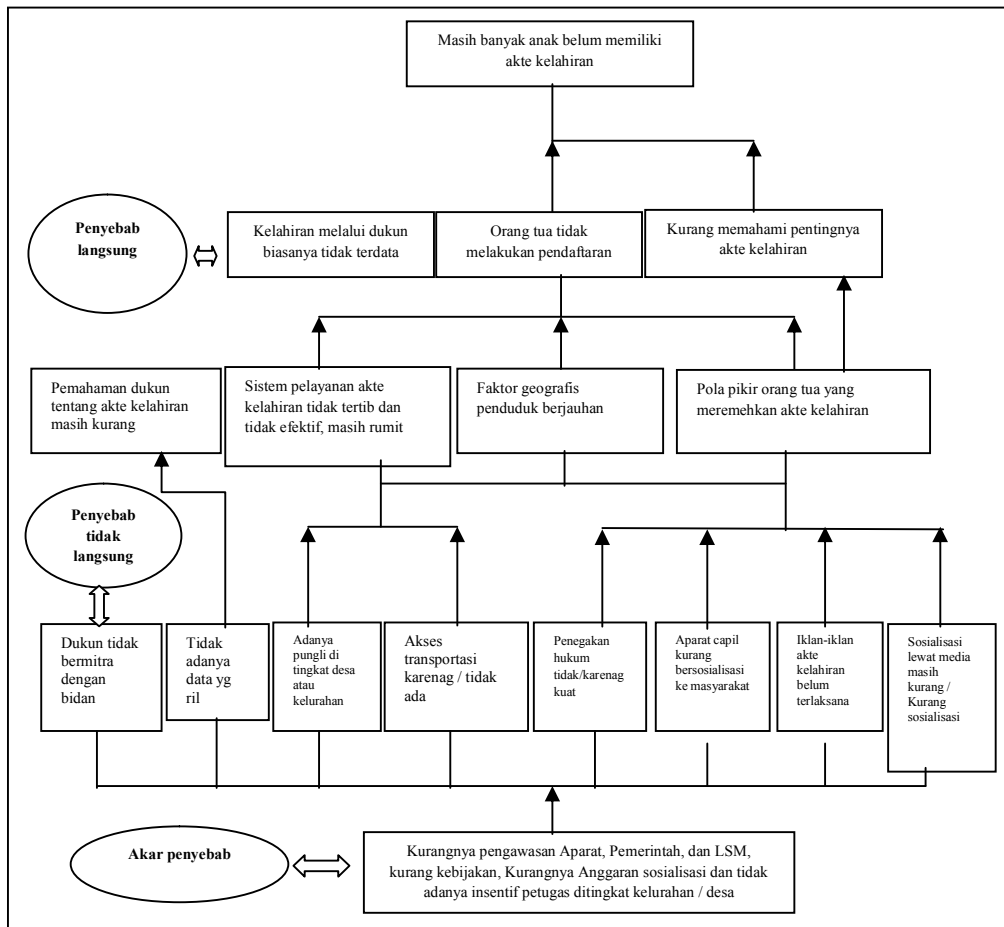 Masih banyak anak belum memiliki
akte kelahiran
Penyebab
langsung
Kelahiran melalui dukun
biasanya tidak terdata
Orang tua tidak
melakukan pendaftaran
Kurang memahami pentingnya
akte kelahiran
Pemahaman dukun
tentang akte kelahiran
masih kurang
Sistem pelayanan akte
kelahiran tidak tertib dan
tidak efektif, masih rumit
Faktor geografis
penduduk berjauhan
Pola pikir orang tua yang
meremehkan akte kelahiran
Penyebab
tidak
langsung
Dukun tidak
bermitra
dengan
bidan
Tidak
adanya
data yg
ril
Adanya
pungli di
tingkat desa
atau
kelurahan
Akses
transportasi
karenag / tidak
ada
Penegakan
hukum
tidak/karenag
kuat
Aparat capil
kurang
bersosialisasi
ke masyarakat
Iklan-iklan
akte
kelahiran
belum
terlaksana
Sosialisasi
lewat media
masih
kurang /
Kurang
sosialisasi
Akar penyebab
Kurangnya pengawasan Aparat, Pemerintah, dan LSM,
kurang kebijakan, Kurangnya Anggaran sosialisasi dan tidak
adanya insentif petugas ditingkat kelurahan / desa